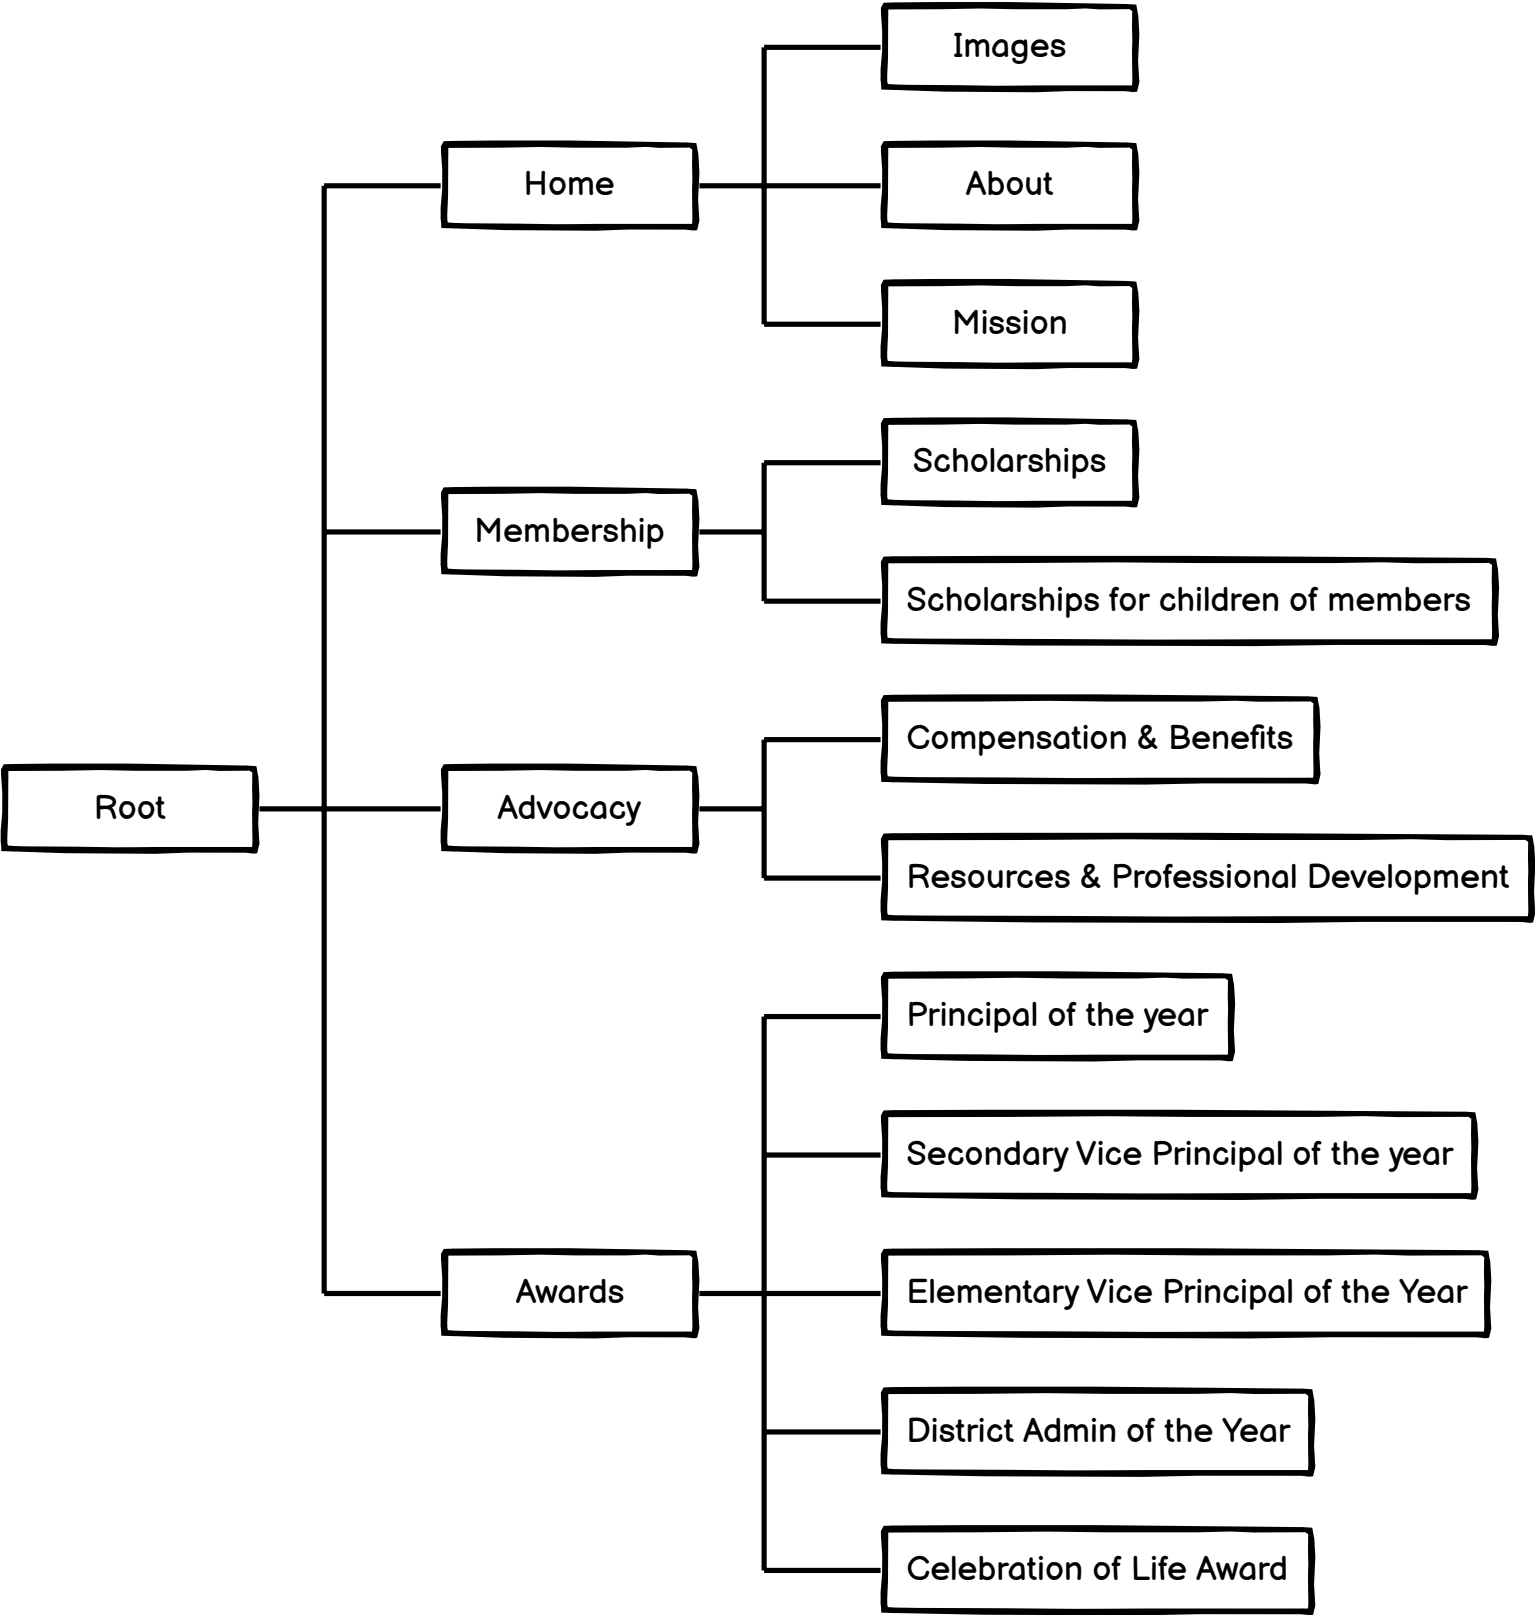 Images
Home
About
Mission
Scholarships
Membership
Scholarships for children of members
Compensation & Benefits
Root
Advocacy
Resources & Professional Development
Principal of the year
Secondary Vice Principal of the year
Awards
Elementary Vice Principal of the Year
District Admin of the Year
Celebration of Life Award